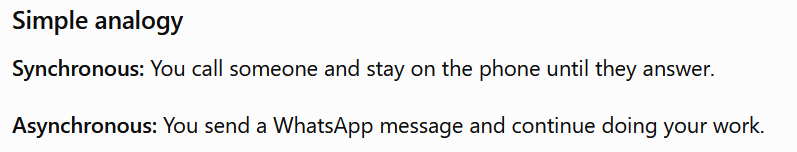 Simple analogy
Synchronous: You call someone and stay on the phone until they answer.
Asynchronous: You send a WhatsApp message and continue doing your work.